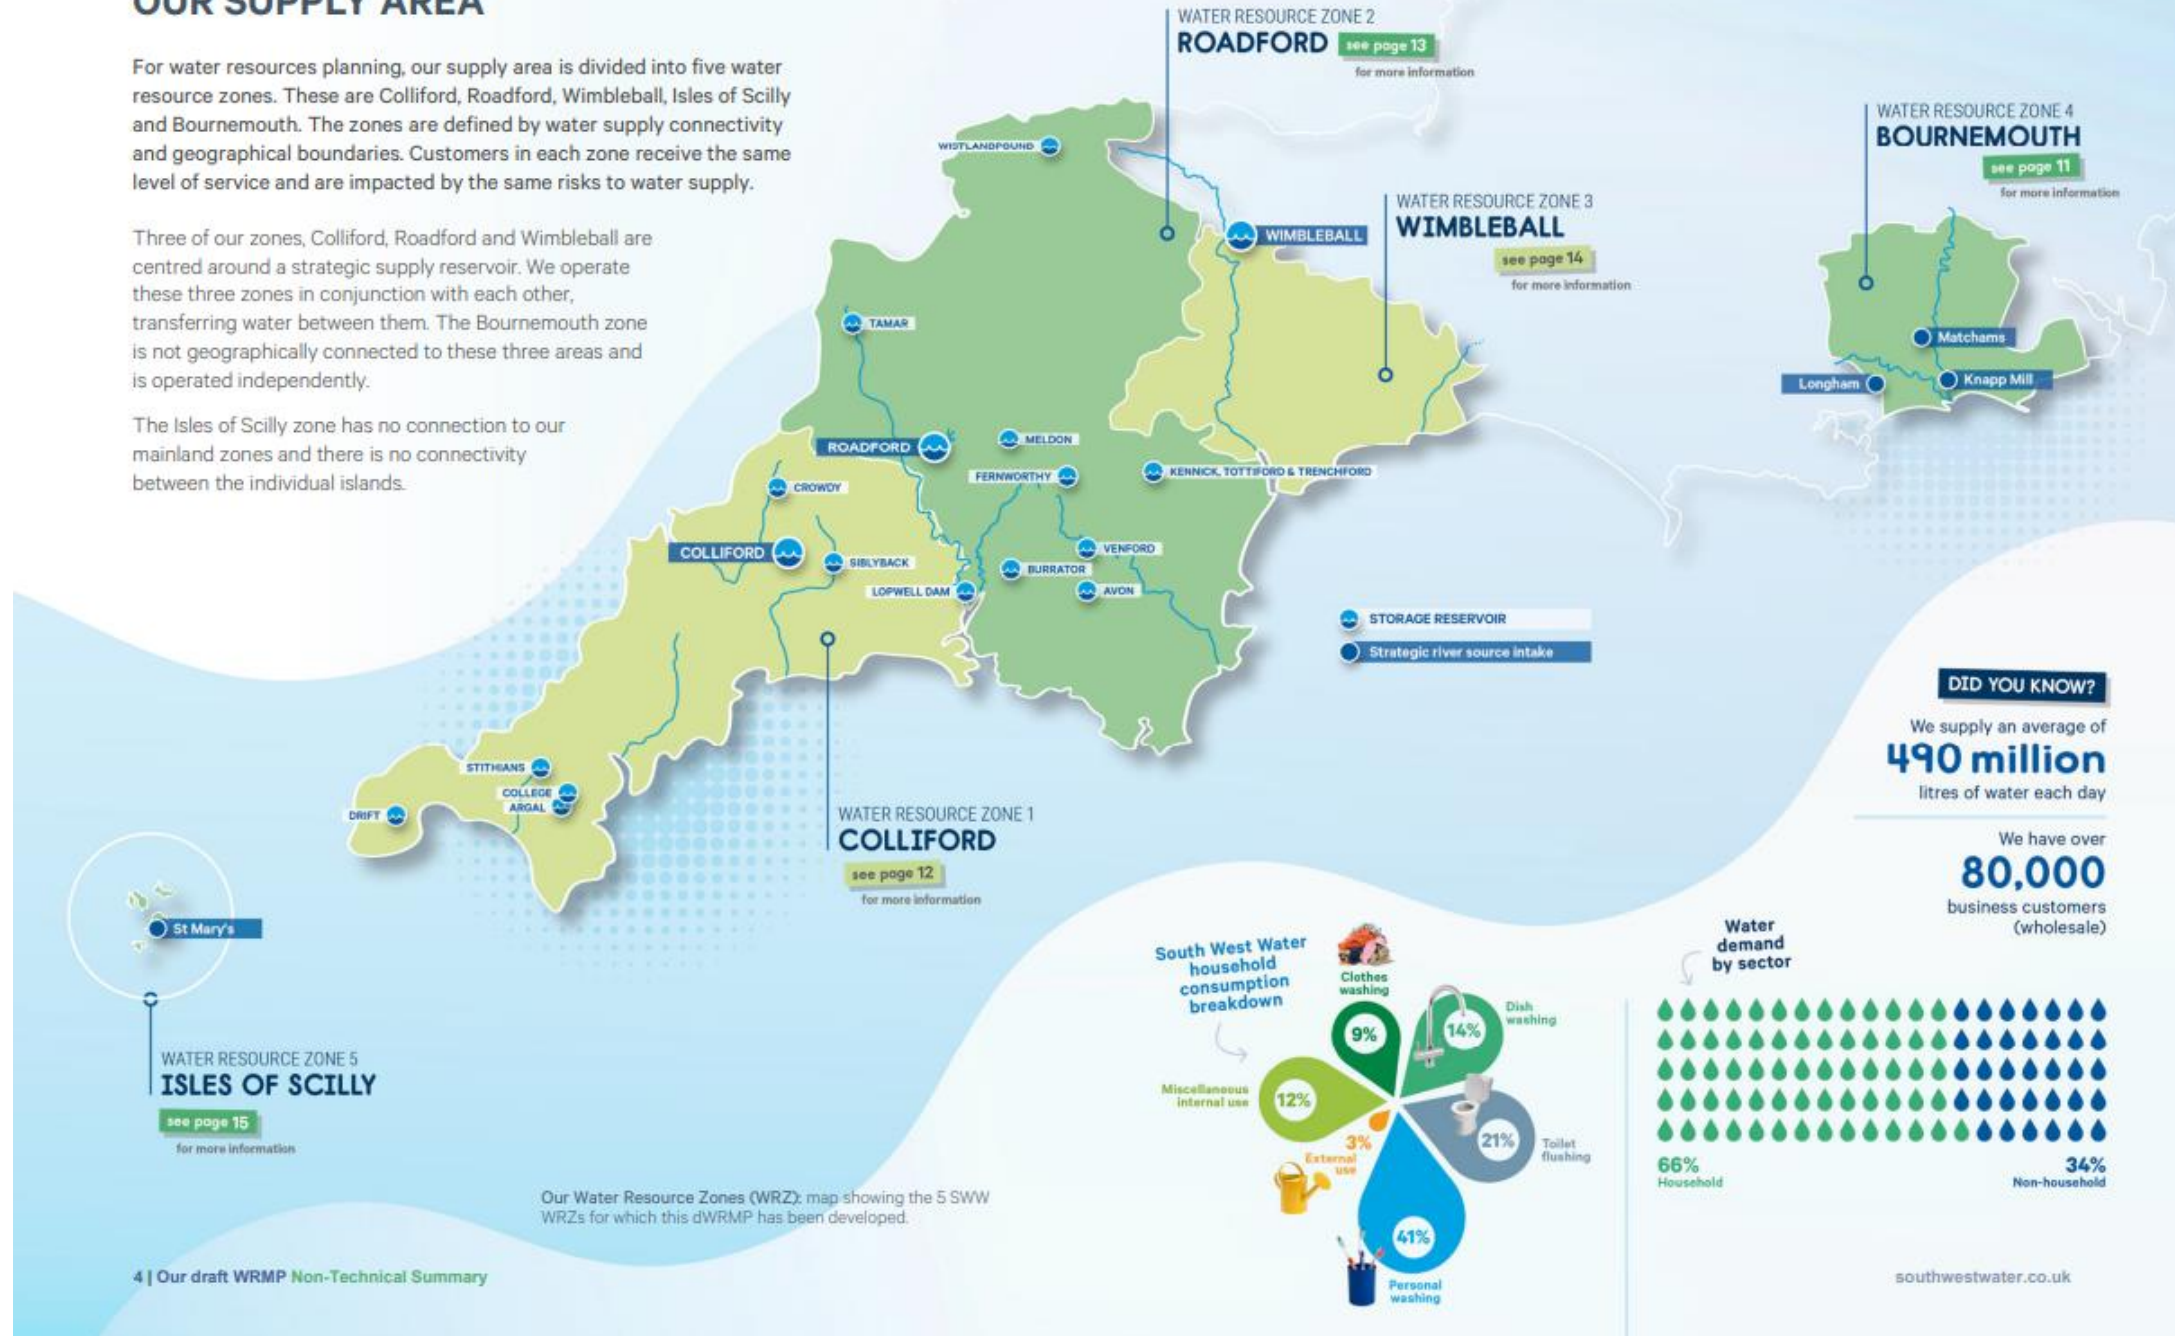 OUR SUPPLY AREA
For water resources planning, our supply area is divided into five water
resource zones. These are Colliford, Roadford, Wimbleball, Isles of Scilly
and Bournemouth. The zones are defined by water supply connectivity
and geographical boundaries. Customers in each zone receive the same
level of service and are impacted by the same risks to water supply.
Three of our zones, Colliford, Roadford and Wimbleball are
centred around a strategic supply reservoir. We operate
these three zones in conjunction with each other,
transferring water between them. The Bournemouth zone
is not geographically connected to these three areas and
is operated independently.
The Isles of Scilly zone has no connection to our
mainland zones and there is no connectivity
between the individual islands.
WATER RESOURCE ZONE 2
ROADFORD see page 13
for more information
WATER RESOURCE ZONE 4
BOURNEMOUTH
see page 11
for more information
WATER RESOURCE ZONE 3
WIMBLEBALL
see page 14
for more information
WISTLANDPOUND
WIMBLEBALL
TAMAR
ROADFORD
MELDON
FERNWORTHY
KENNICK, TOTTIFORD & TRENCHFORD
CROWDY
COLLIFORD
SIBLYBACK
LOPWELL DAM
VENFORD
BURRATOR
AVON
STITHIANS
COLLEGE
ARGAL
DRIFT
Matchams
Longham
Knapp Mill
STORAGE RESERVOIR
Strategic river source intake
WATER RESOURCE ZONE 1
COLLIFORD
see page 12
for more information
St Mary's
WATER RESOURCE ZONE 5
ISLES OF SCILLY
see page 15
for more information
Our Water Resource Zones (WRZ): map showing the 5 SWW
WRZs for which this dWRMP has been developed.
DID YOU KNOW?
We supply an average of
490 million
litres of water each day
We have over
80,000
business customers
(wholesale)
South West Water
household
consumption
breakdown
Clothes
washing
9%
Dish
washing
14%
Miscellaneous
internal use
12%
3%
External
use
21%
Toilet
flushing
41%
Personal
washing
Water
demand
by sector
66%
Household
34%
Non-household
4 | Our draft WRMP Non-Technical Summary
southwestwater.co.uk